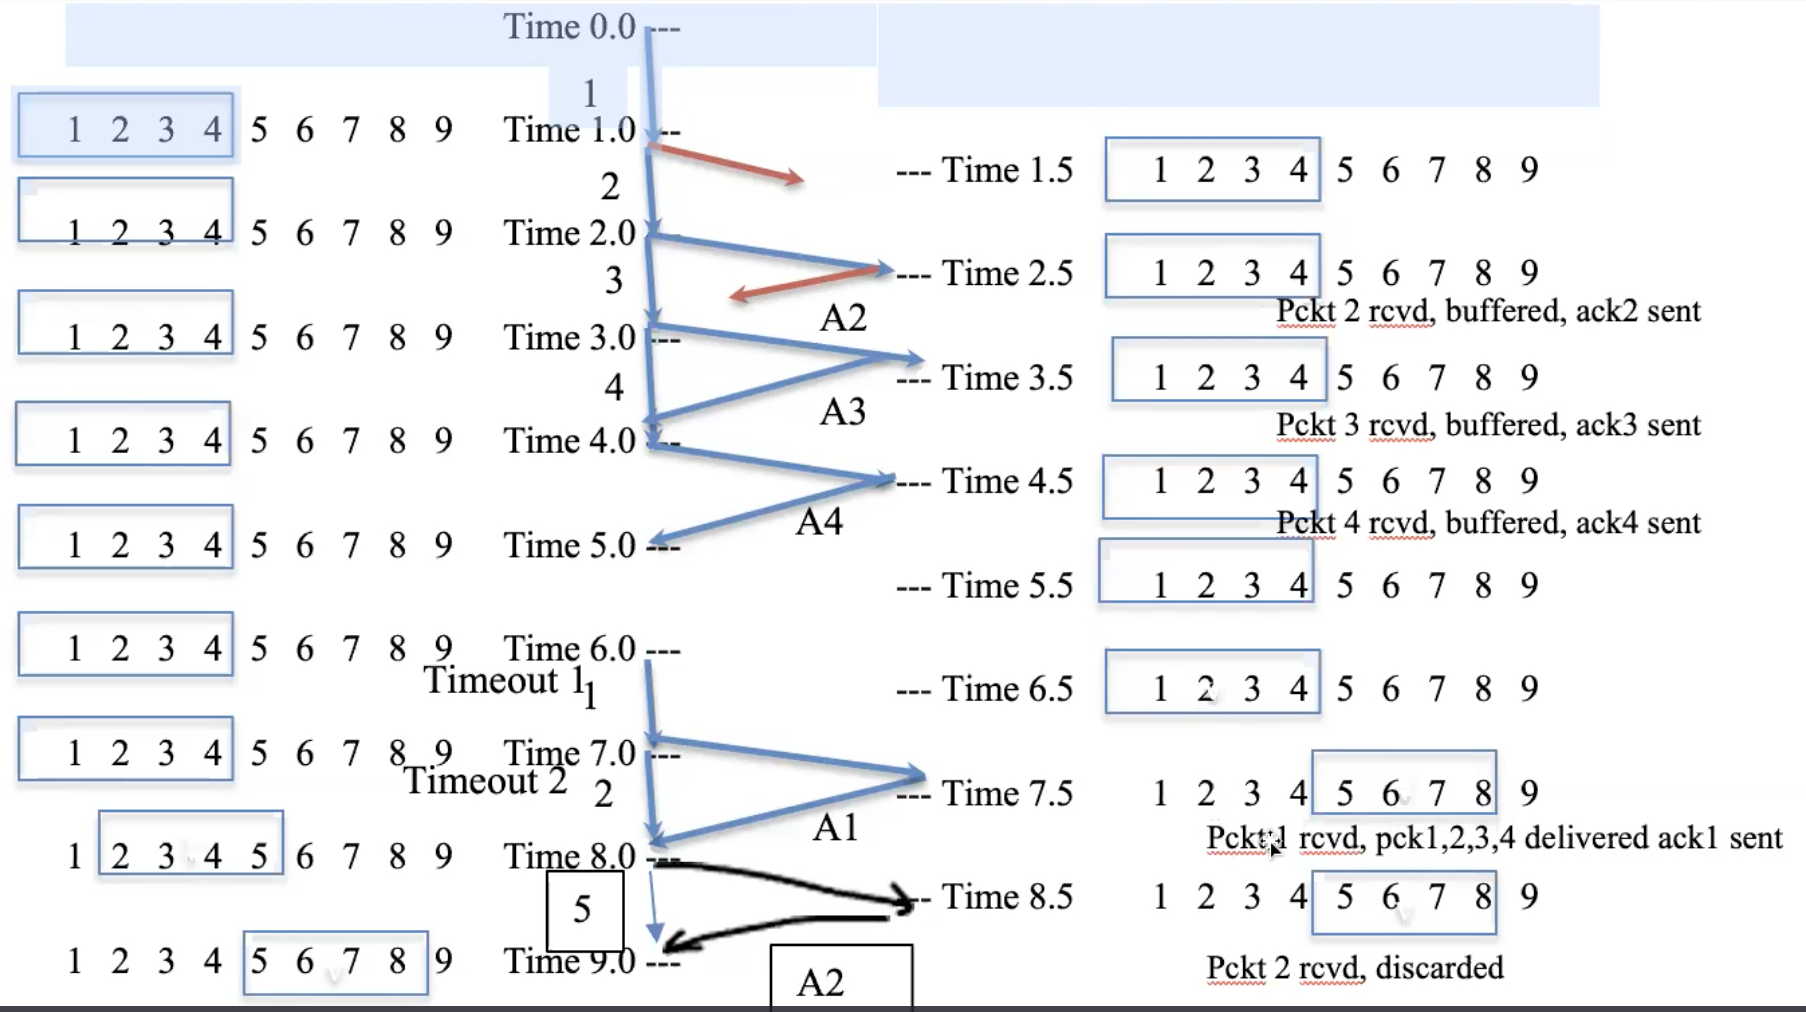 Time 0.0 ---
1
1 2 3 4 5 6 7 8 9 Time 1.0 ---
--- Time 1.5 1 2 3 4 5 6 7 8 9
2
1 2 3 4 5 6 7 8 9 Time 2.0
--- Time 2.5 1 2 3 4 5 6 7 8 9
3
A2 Pckt 2 rcvd, buffered, ack2 sent
1 2 3 4 5 6 7 8 9 Time 3.0 ---
--- Time 3.5 1 2 3 4 5 6 7 8 9
4
A3 Pckt 3 rcvd, buffered, ack3 sent
1 2 3 4 5 6 7 8 9 Time 4.0 ---
--- Time 4.5 1 2 3 4 5 6 7 8 9
A4 Pckt 4 rcvd, buffered, ack4 sent
1 2 3 4 5 6 7 8 9 Time 5.0 ---
--- Time 5.5 1 2 3 4 5 6 7 8 9
1 2 3 4 5 6 7 8 9 Time 6.0 ---
Timeout 1 1
--- Time 6.5 1 2 3 4 5 6 7 8 9
1 2 3 4 5 6 7 8 9 Time 7.0 ---
Timeout 2 2
--- Time 7.5 1 2 3 4 5 6 7 8 9
A1 Pckt 1 rcvd, pck1,2,3,4 delivered ack1 sent
1 2 3 4 5 6 7 8 9 Time 8.0 ---
--- Time 8.5 1 2 3 4 5 6 7 8 9
5
1 2 3 4 5 6 7 8 9 Time 9.0 ---
Pckt 2 rcvd, discarded
A2